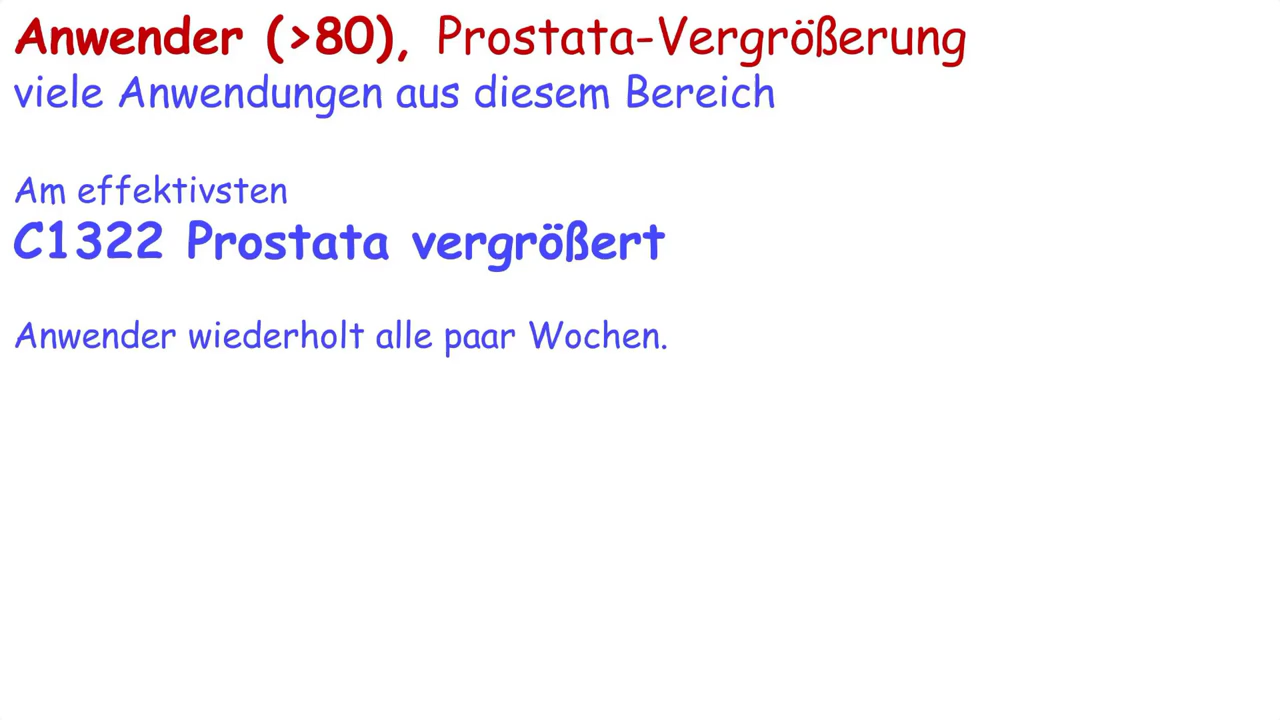 Anwender (>80), Prostata-Vergrößerung
viele Anwendungen aus diesem Bereich
Am effektivsten
C1322 Prostata vergrößert
Anwender wiederholt alle paar Wochen.